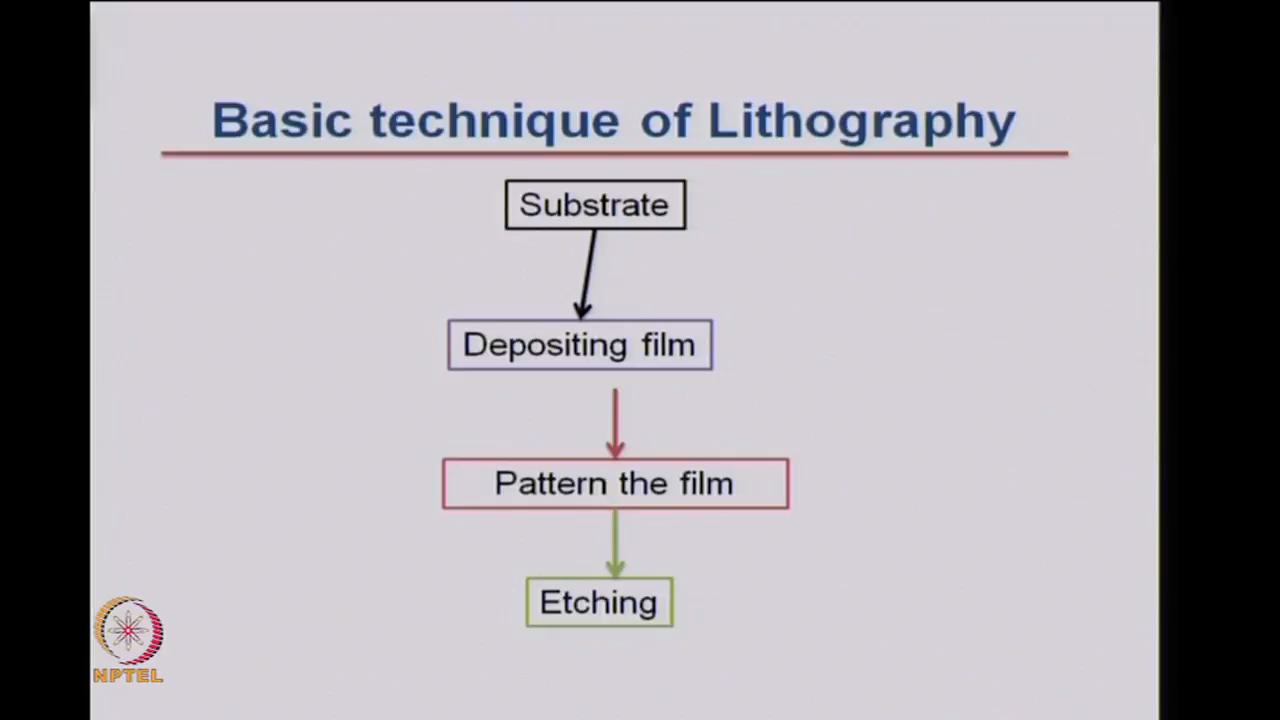 Basic technique of Lithography
Substrate
Depositing film
Pattern the film
Etching
NPTEL